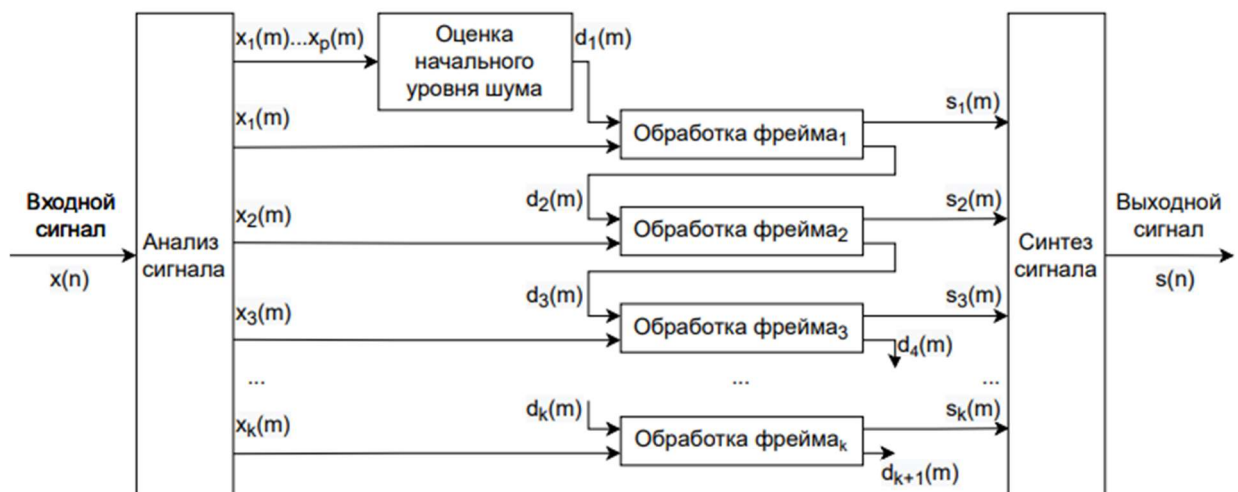 x₁(m)...xₚ(m)
Оценка
начального
уровня шума
d₁(m)
x₁(m)
Обработка фрейма₁
s₁(m)
Входной
сигнал
x(n)
Анализ
сигнала
x₂(m)
d₂(m)
Обработка фрейма₂
s₂(m)
Синтез
сигнала
Выходной
сигнал
s(n)
x₃(m)
d₃(m)
Обработка фрейма₃
s₃(m)
d₄(m)
...
...
...
xₖ(m)
dₖ(m)
Обработка фреймаₖ
sₖ(m)
dₖ₊₁(m)